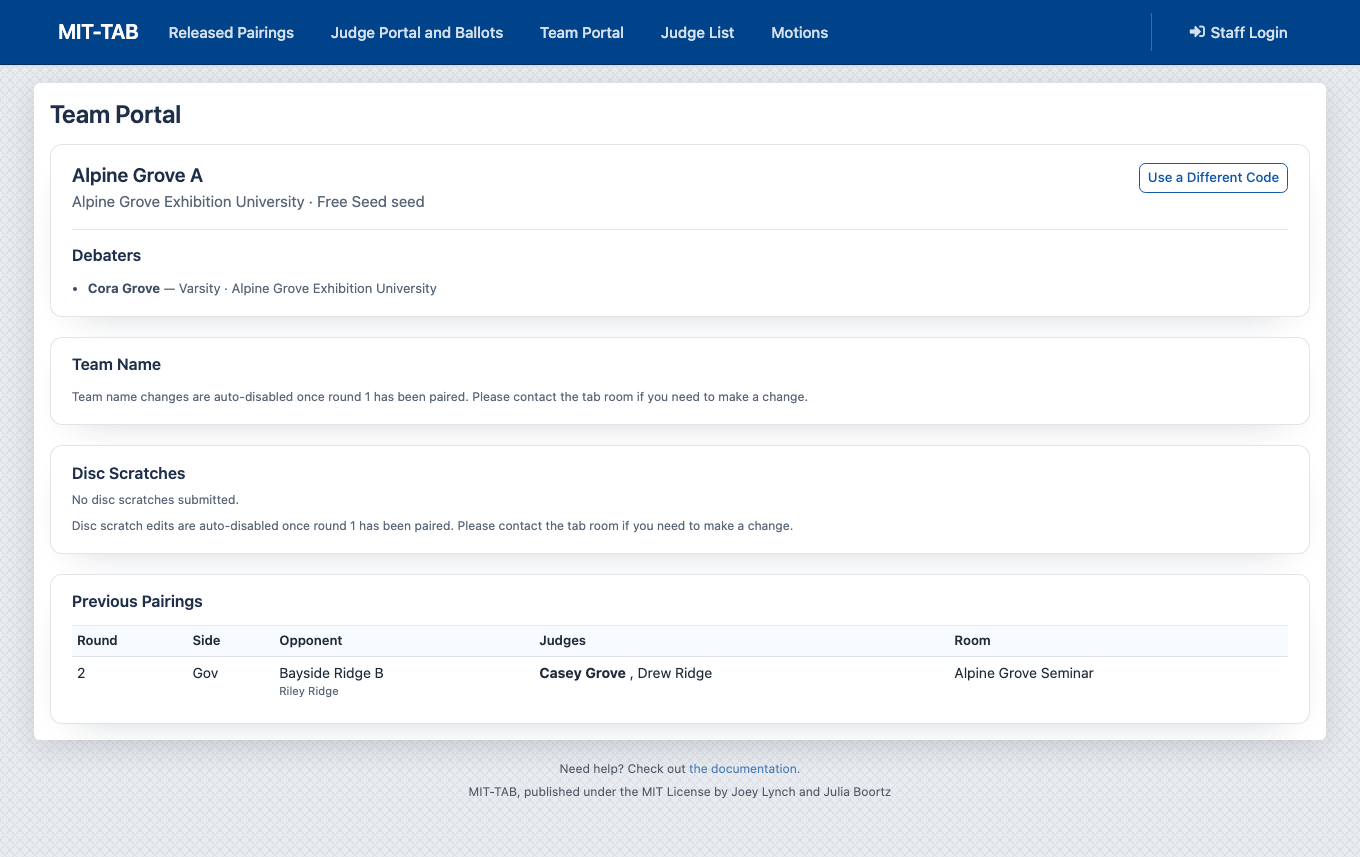 MIT-TAB Released Pairings Judge Portal and Ballots Team Portal Judge List Motions Staff Login
Team Portal
Alpine Grove A
Use a Different Code
Alpine Grove Exhibition University · Free Seed seed
Debaters
• Cora Grove — Varsity · Alpine Grove Exhibition University
Team Name
Team name changes are auto-disabled once round 1 has been paired. Please contact the tab room if you need to make a change.
Disc Scratches
No disc scratches submitted.
Disc scratch edits are auto-disabled once round 1 has been paired. Please contact the tab room if you need to make a change.
Previous Pairings
Round Side Opponent Judges Room
2 Gov Bayside Ridge B Casey Grove , Drew Ridge Alpine Grove Seminar
Riley Ridge
Need help? Check out the documentation.
MIT-TAB, published under the MIT License by Joey Lynch and Julia Boortz